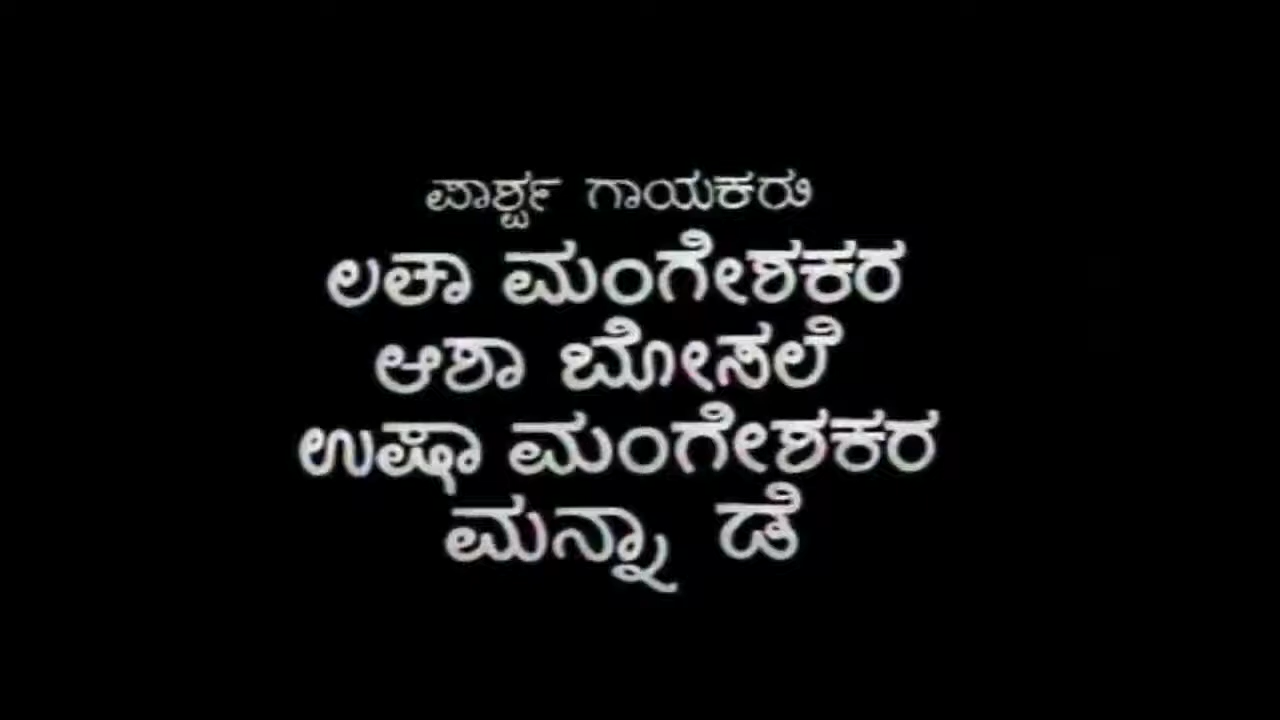 ಪಾರ್ಶ್ವ ಗಾಯಕರು
ಲತಾ ಮಂಗೇಶಕರ
ಆಶಾ ಬೋಸಲೆ
ಉಷಾ ಮಂಗೇಶಕರ
ಮನ್ನಾ ಡೆ